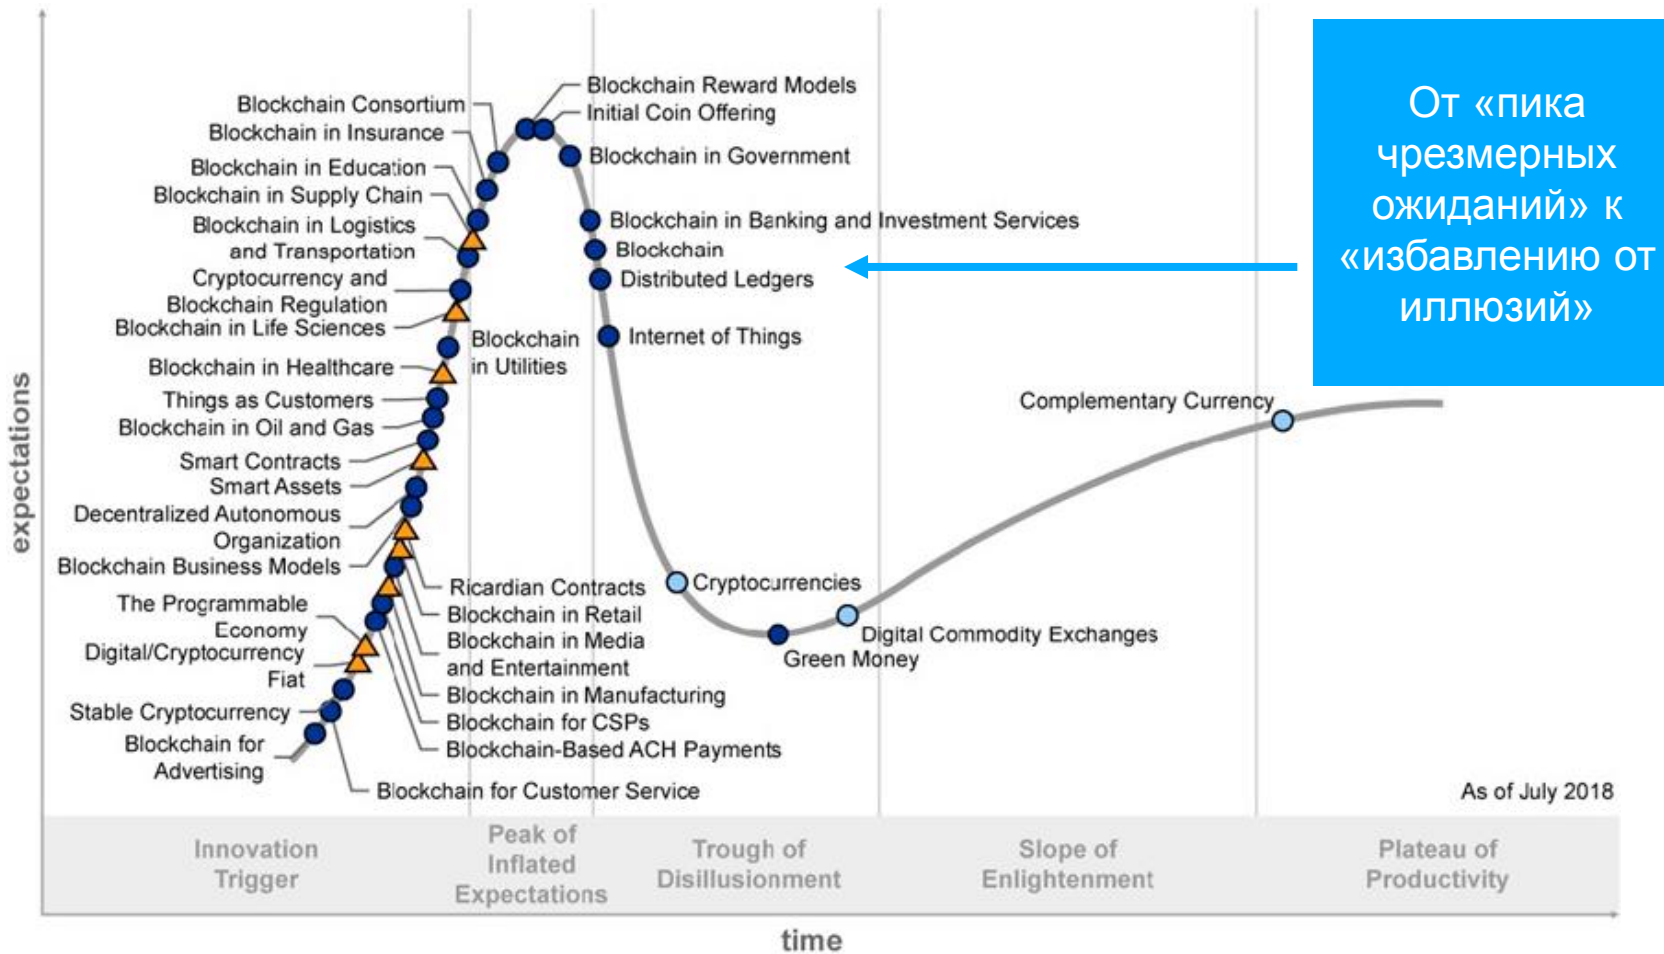 Blockchain Reward Models
Blockchain Consortium
Initial Coin Offering
Blockchain in Insurance
Blockchain in Government
Blockchain in Education
Blockchain in Supply Chain
Blockchain in Logistics
and Transportation
Blockchain in Banking and Investment Services
Blockchain
Cryptocurrency and
Blockchain Regulation
Distributed Ledgers
Blockchain in Life Sciences
Internet of Things
Blockchain
in Utilities
Blockchain in Healthcare
Things as Customers
Blockchain in Oil and Gas
Smart Contracts
Smart Assets
Decentralized Autonomous
Organization
Blockchain Business Models
The Programmable
Economy
Digital/Cryptocurrency
Fiat
Stable Cryptocurrency
Blockchain for
Advertising
Ricardian Contracts
Blockchain in Retail
Blockchain in Media
and Entertainment
Blockchain in Manufacturing
Blockchain for CSPs
Blockchain-Based ACH Payments
Blockchain for Customer Service
Cryptocurrencies
Digital Commodity Exchanges
Green Money
Complementary Currency
От «пика
чрезмерных
ожиданий» к
«избавлению от
иллюзий»
As of July 2018
expectations
Innovation
Trigger
Peak of
Inflated
Expectations
Trough of
Disillusionment
Slope of
Enlightenment
Plateau of
Productivity
time